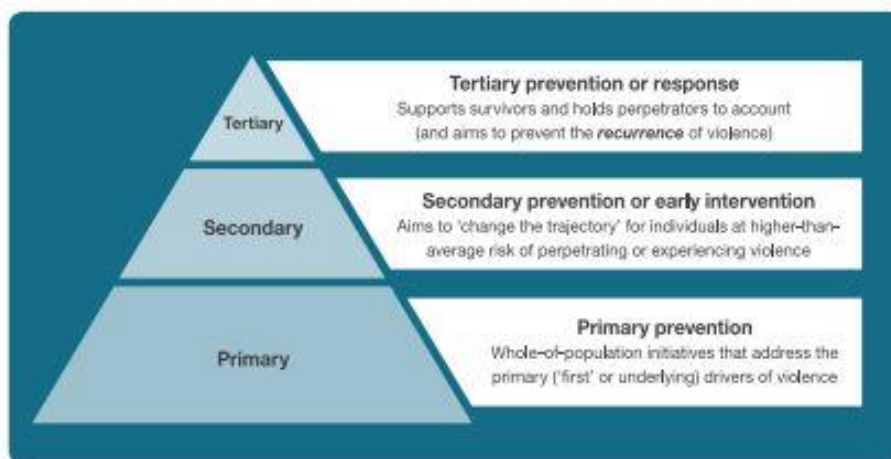 Tertiary
Tertiary prevention or response
Supports survivors and holds perpetrators to account
(and aims to prevent the recurrence of violence)
Secondary
Secondary prevention or early intervention
Aims to 'change the trajectory' for individuals at higher-than-
average risk of perpetrating or experiencing violence
Primary
Primary prevention
Whole-of-population initiatives that address the
primary ('first' or underlying) drivers of violence